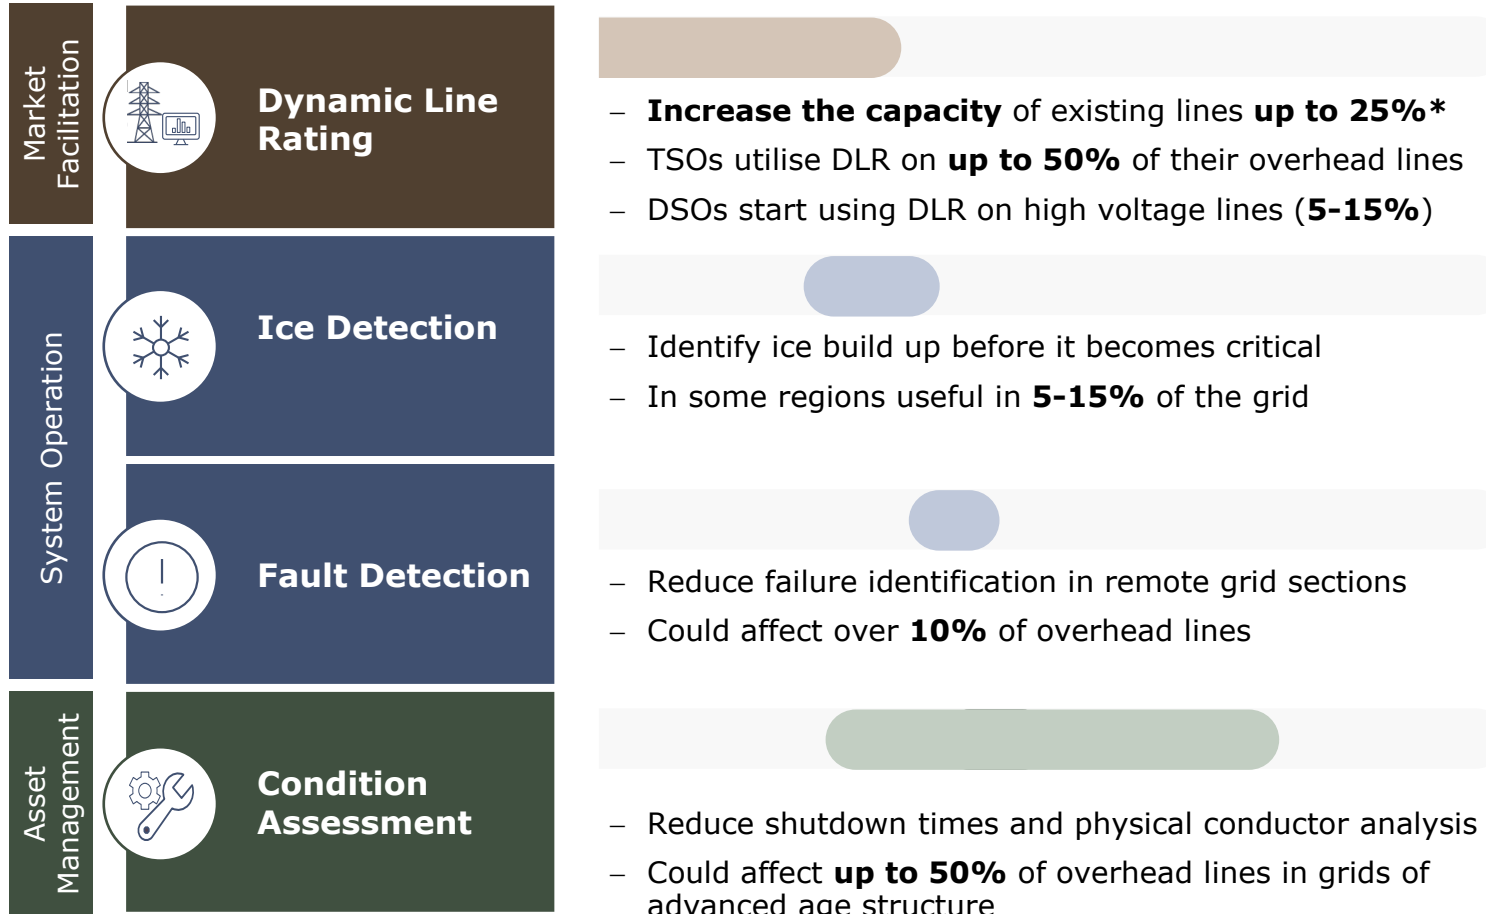 Market
Facilitation
Dynamic Line
Rating
– Increase the capacity of existing lines up to 25%*
– TSOs utilise DLR on up to 50% of their overhead lines
– DSOs start using DLR on high voltage lines (5-15%)
System Operation
Ice Detection
– Identify ice build up before it becomes critical
– In some regions useful in 5-15% of the grid
Fault Detection
– Reduce failure identification in remote grid sections
– Could affect over 10% of overhead lines
Asset
Management
Condition
Assessment
– Reduce shutdown times and physical conductor analysis
– Could affect up to 50% of overhead lines in grids of
advanced age structure